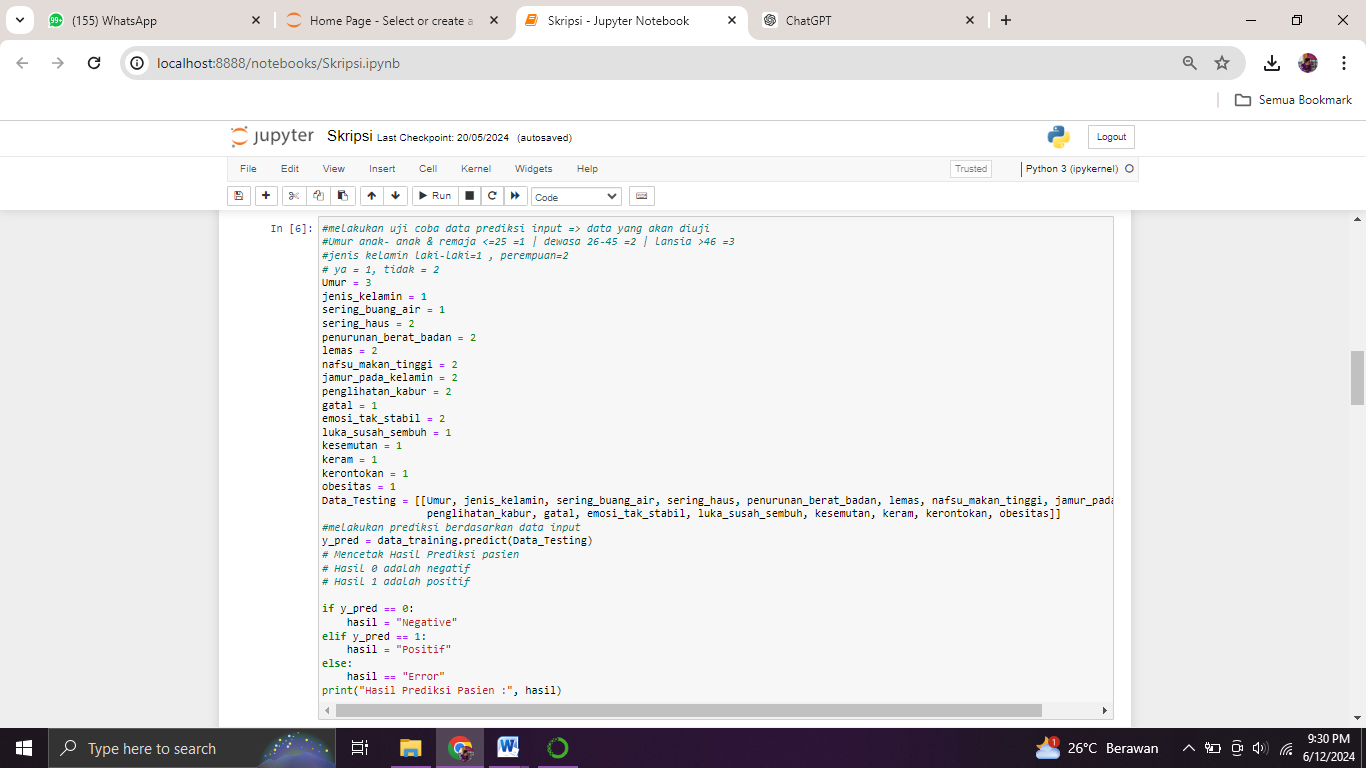 (155) WhatsApp
Home Page - Select or create a
Skripsi - Jupyter Notebook
ChatGPT
localhost:8888/notebooks/Skripsi.ipynb
Semua Bookmark
jupyter Skripsi Last Checkpoint: 20/05/2024 (autosaved)
Logout
File Edit View Insert Cell Kernel Widgets Help
Trusted
Python 3 (ipykernel)
Run
Code
In [6]:
#melakukan uji coba data prediksi input => data yang akan diuji
#Umur anak- anak & remaja <=25 =1 | dewasa 26-45 =2 | lansia >46 =3
#jenis kelamin laki-laki=1 , perempuan=2
# ya = 1, tidak = 2
Umur = 3
jenis_kelamin = 1
sering_buang_air = 1
sering_haus = 2
penurunan_berat_badan = 2
lemas = 2
nafsu_makan_tinggi = 2
jamur_pada_kelamin = 2
penglihatan_kabur = 2
gatal = 1
emosi_tak_stabil = 2
luka_susah_sembuh = 1
kesemutan = 1
keram = 1
kerontokan = 1
obesitas = 1
Data_Testing = [[Umur, jenis_kelamin, sering_buang_air, sering_haus, penurunan_berat_badan, lemas, nafsu_makan_tinggi, jamur_pada
penglihatan_kabur, gatal, emosi_tak_stabil, luka_susah_sembuh, kesemutan, keram, kerontokan, obesitas]]
#melakukan prediksi berdasarkan data input
y_pred = data_training.predict(Data_Testing)
# Mencetak Hasil Prediksi pasien
# Hasil 0 adalah negatif
# Hasil 1 adalah positif
if y_pred == 0:
hasil = "Negative"
elif y_pred == 1:
hasil = "Positif"
else:
hasil == "Error"
print("Hasil Prediksi Pasien :", hasil)
Type here to search
26°C Berawan
9:30 PM
6/12/2024